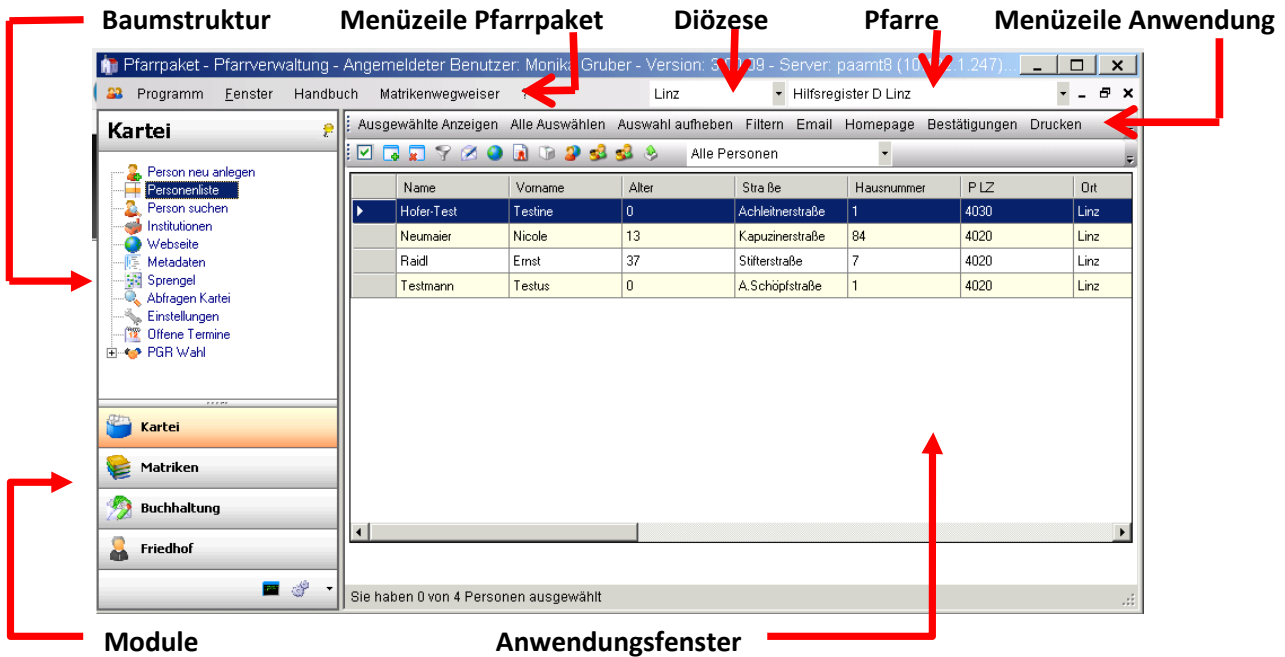 Baumstruktur Menüzeile Pfarrpaket Diözese Pfarre Menüzeile Anwendung
Pfarrpaket - Pfarrverwaltung - Angemeldeter Benutzer: Monika Gruber - Version: - Server: paamt8
Programm Fenster Handbuch Matrikenwegweiser ? Linz Hilfsregister D Linz
Kartei
Ausgewählte Anzeigen Alle Auswählen Auswahl aufheben Filtern Email Homepage Bestätigungen Drucken
Alle Personen
Person neu anlegen
Personenliste
Person suchen
Institutionen
Webseite
Metadaten
Sprengel
Abfragen Kartei
Einstellungen
Offene Termine
PGR Wahl
Name Vorname Alter Straße Hausnummer PLZ Ort
Hofer-Test Testine 0 Achleitnerstraße 1 4030 Linz
Neumaier Nicole 13 Kapuzinerstraße 84 4020 Linz
Raidl Ernst 37 Stifterstraße 7 4020 Linz
Testmann Testus 0 A.Schöpfstraße 1 4020 Linz
Kartei
Matriken
Buchhaltung
Friedhof
Sie haben 0 von 4 Personen ausgewählt
Module Anwendungsfenster